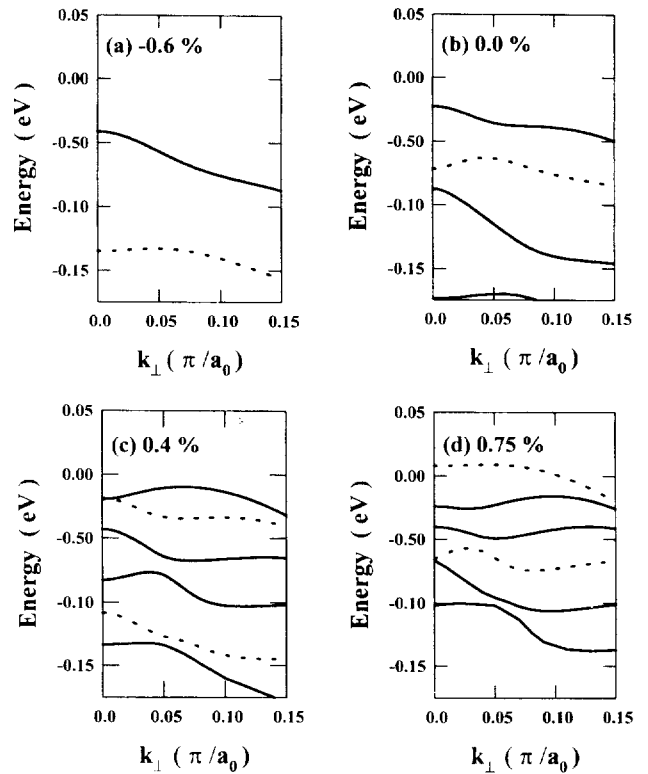 0.05
(a) -0.6 %
0.00
-0.50
-0.10
-0.15
Energy ( eV)
0.0 0.05 0.10 0.15
k⊥ ( π /a₀ )
0.05
(b) 0.0 %
0.00
-0.50
-0.10
-0.15
Energy ( eV)
0.0 0.05 0.10 0.15
k⊥ ( π /a₀ )
0.05
(c) 0.4 %
0.00
-0.50
-0.10
-0.15
Energy ( eV)
0.0 0.05 0.10 0.15
k⊥ ( π /a₀ )
0.05
(d) 0.75 %
0.00
-0.50
-0.10
-0.15
Energy ( eV)
0.0 0.05 0.10 0.15
k⊥ ( π /a₀ )